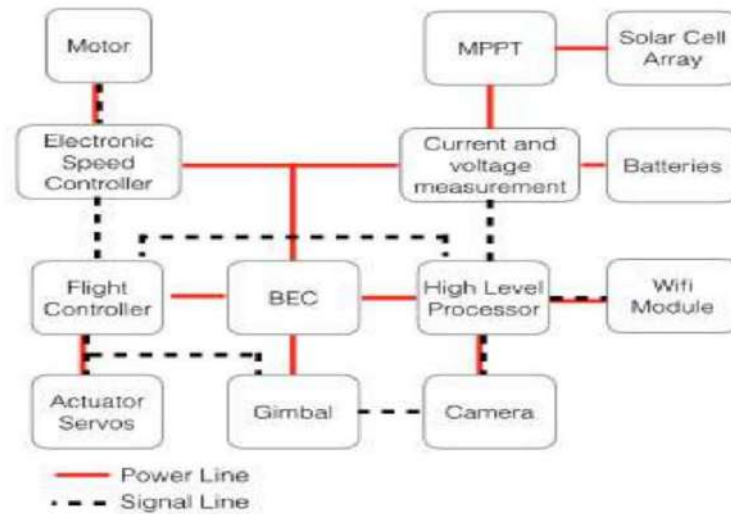 Motor
MPPT
Solar Cell
Array
Electronic
Speed
Controller
Current and
voltage
measurement
Batteries
Flight
Controller
BEC
High Level
Processor
Wifi
Module
Actuator
Servos
Gimbal
Camera
Power Line
Signal Line